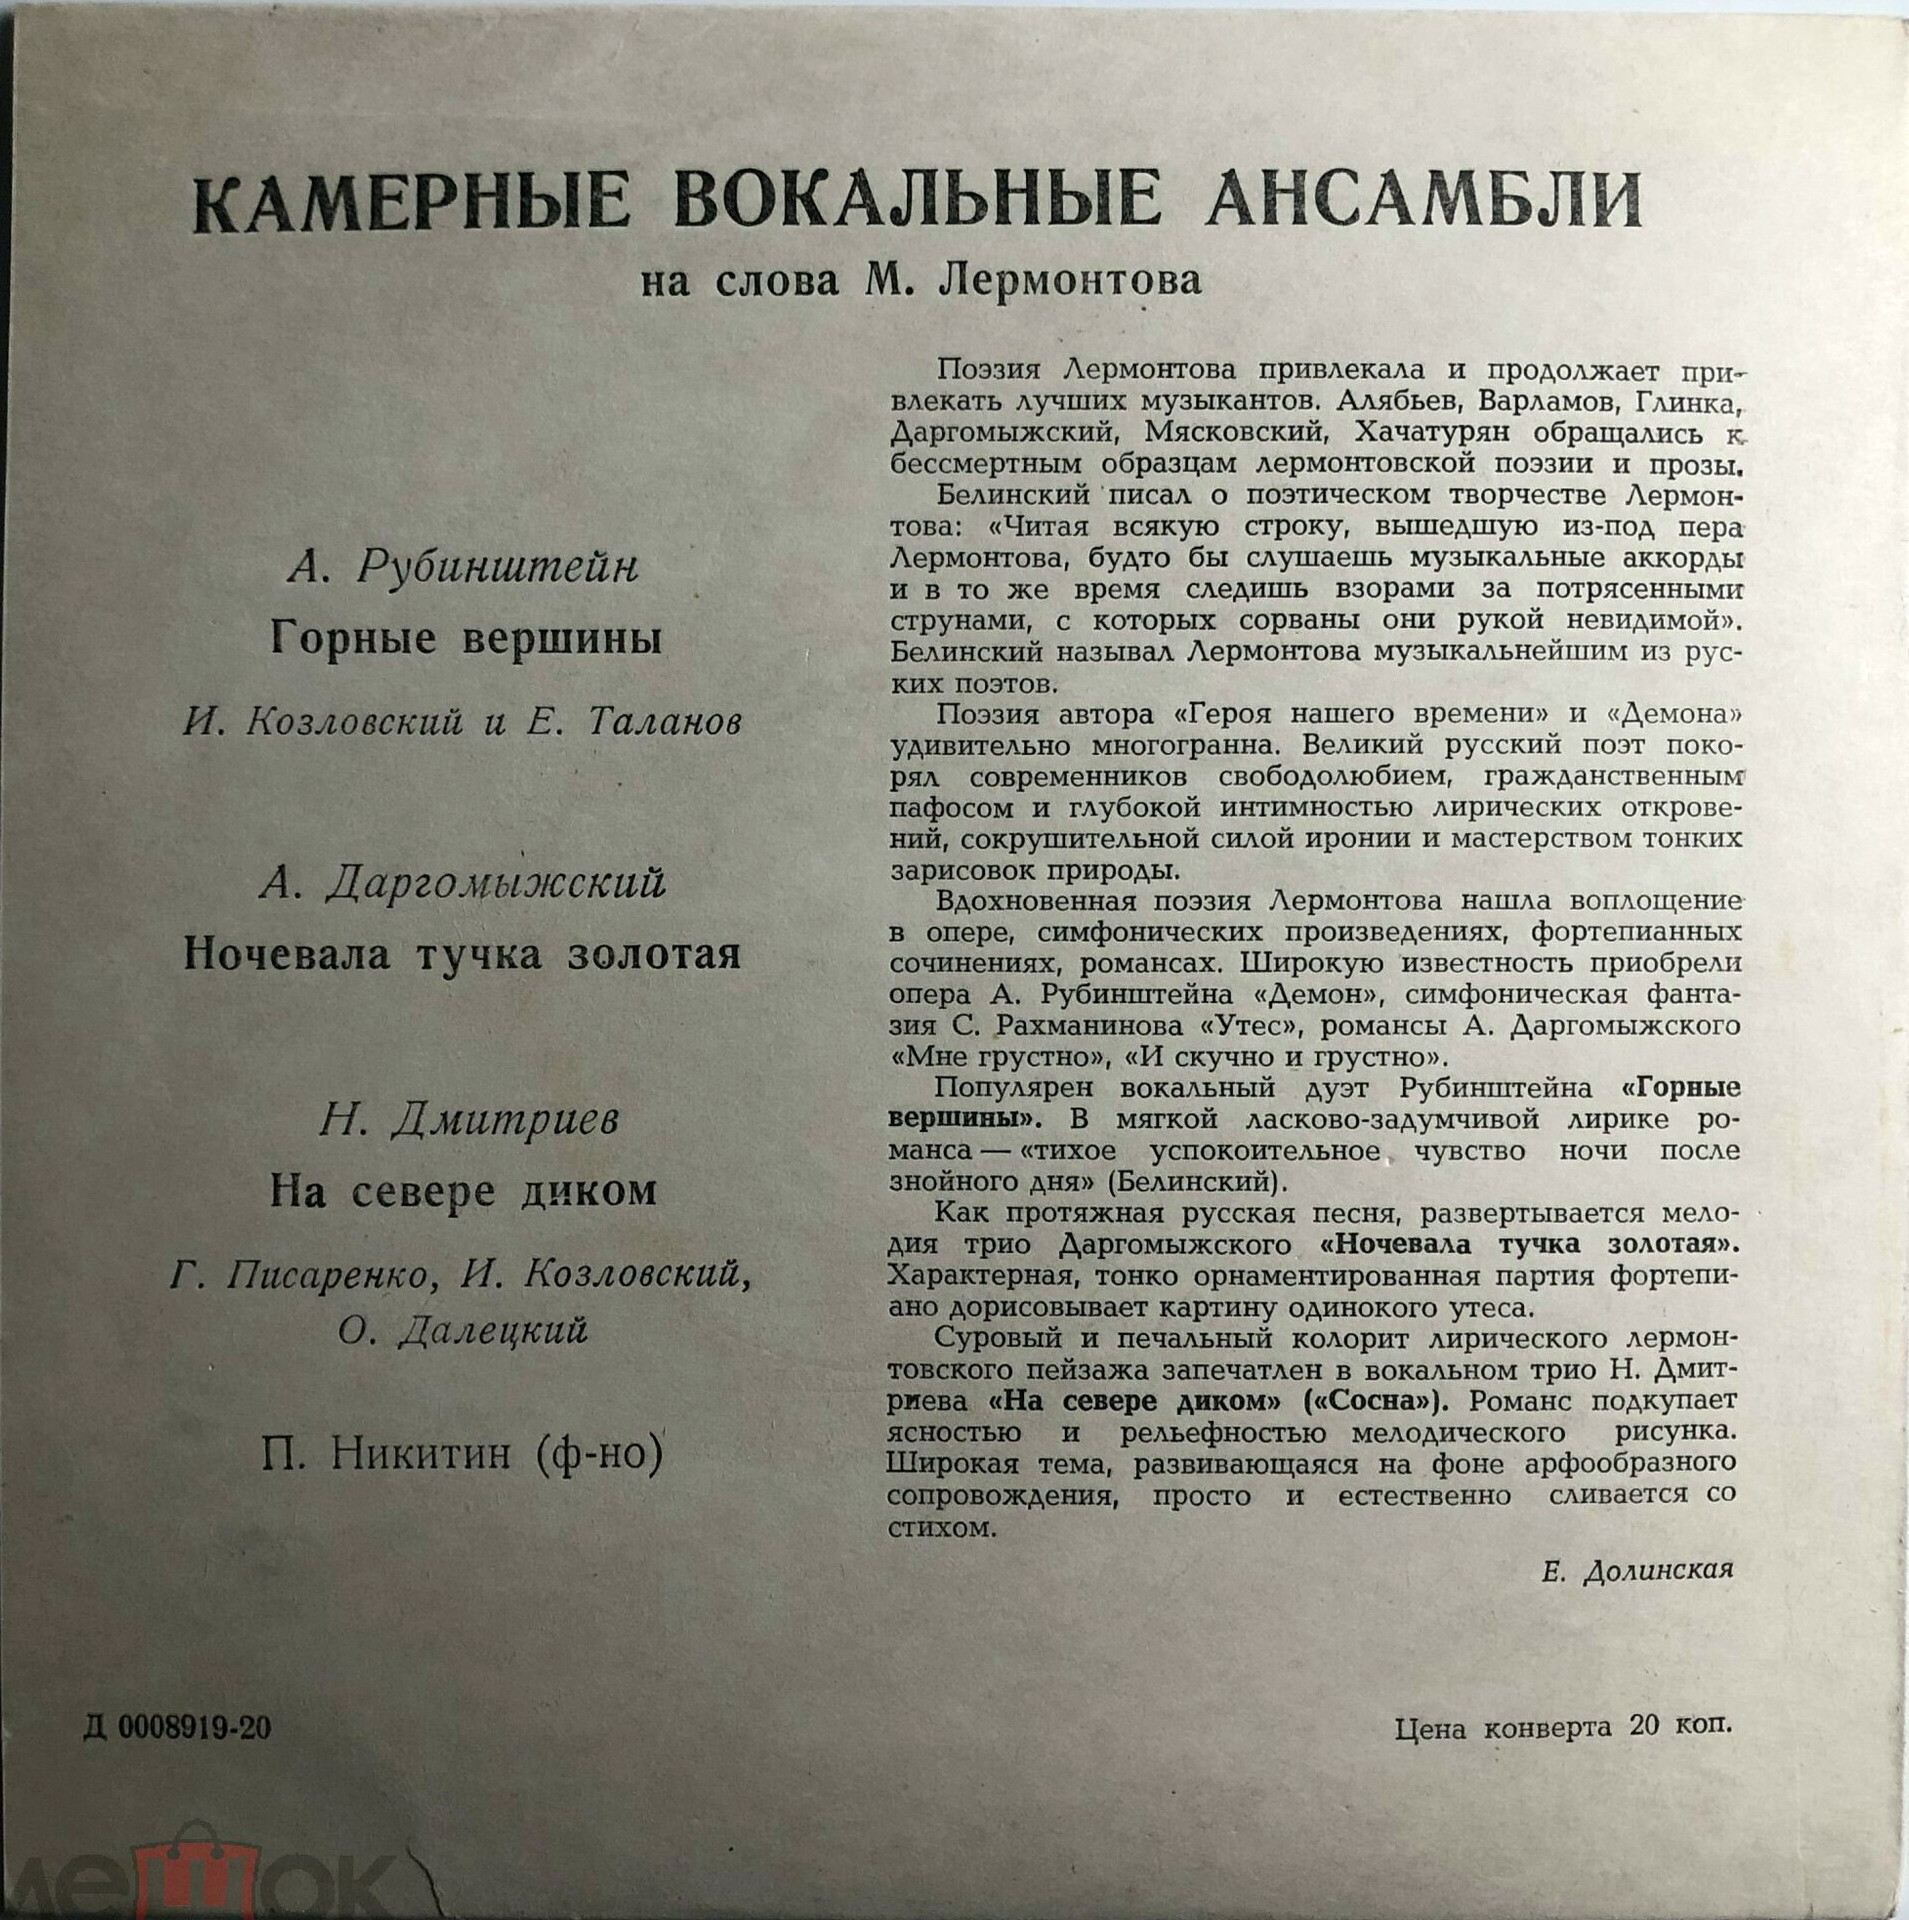 КАМЕРНЫЕ ВОКАЛЬНЫЕ АНСАМБЛИ
на слова М. Лермонтова
А. Рубинштейн
Горные вершины
И. Козловский и Е. Таланов
А. Даргомыжский
Ночевала тучка золотая
Н. Дмитриев
На севере диком
Г. Писаренко, И. Козловский,
О. Далецкий
П. Никитин (ф-но)
Поэзия Лермонтова привлекала и продолжает при-
влекать лучших музыкантов. Алябьев, Варламов, Глинка,
Даргомыжский, Мясковский, Хачатурян обращались к
бессмертным образцам лермонтовской поэзии и прозы.
Белинский писал о поэтическом творчестве Лермон-
това: «Читая всякую строку, вышедшую из-под пера
Лермонтова, будто бы слушаешь музыкальные аккорды
и в то же время следишь взорами за потрясенными
струнами, с которых сорваны они рукой невидимой».
Белинский называл Лермонтова музыкальнейшим из рус-
ких поэтов.
Поэзия автора «Героя нашего времени» и «Демона»
удивительно многогранна. Великий русский поэт поко-
рял современников свободолюбием, гражданственным
пафосом и глубокой интимностью лирических открове-
ний, сокрушительной силой иронии и мастерством тонких
зарисовок природы.
Вдохновенная поэзия Лермонтова нашла воплощение
в опере, симфонических произведениях, фортепианных
сочинениях, романсах. Широкую известность приобрели
опера А. Рубинштейна «Демон», симфоническая фанта-
зия С. Рахманинова «Утес», романсы А. Даргомыжского
«Мне грустно», «И скучно и грустно».
Популярен вокальный дуэт Рубинштейна «Горные
вершины». В мягкой ласково-задумчивой лирике ро-
манса — «тихое успокоительное чувство ночи после
знойного дня» (Белинский).
Как протяжная русская песня, развертывается мело-
дия трио Даргомыжского «Ночевала тучка золотая».
Характерная, тонко орнаментированная партия фортепи-
ано дорисовывает картину одинокого утеса.
Суровый и печальный колорит лирического лермон-
товского пейзажа запечатлен в вокальном трио Н. Дмит-
риева «На севере диком» («Сосна»). Романс подкупает
ясностью и рельефностью мелодического рисунка.
Широкая тема, развивающаяся на фоне арфообразного
сопровождения, просто и естественно сливается со
стихом.
Е. Долинская
Д 0008919-20
Цена конверта 20 коп.
мешок